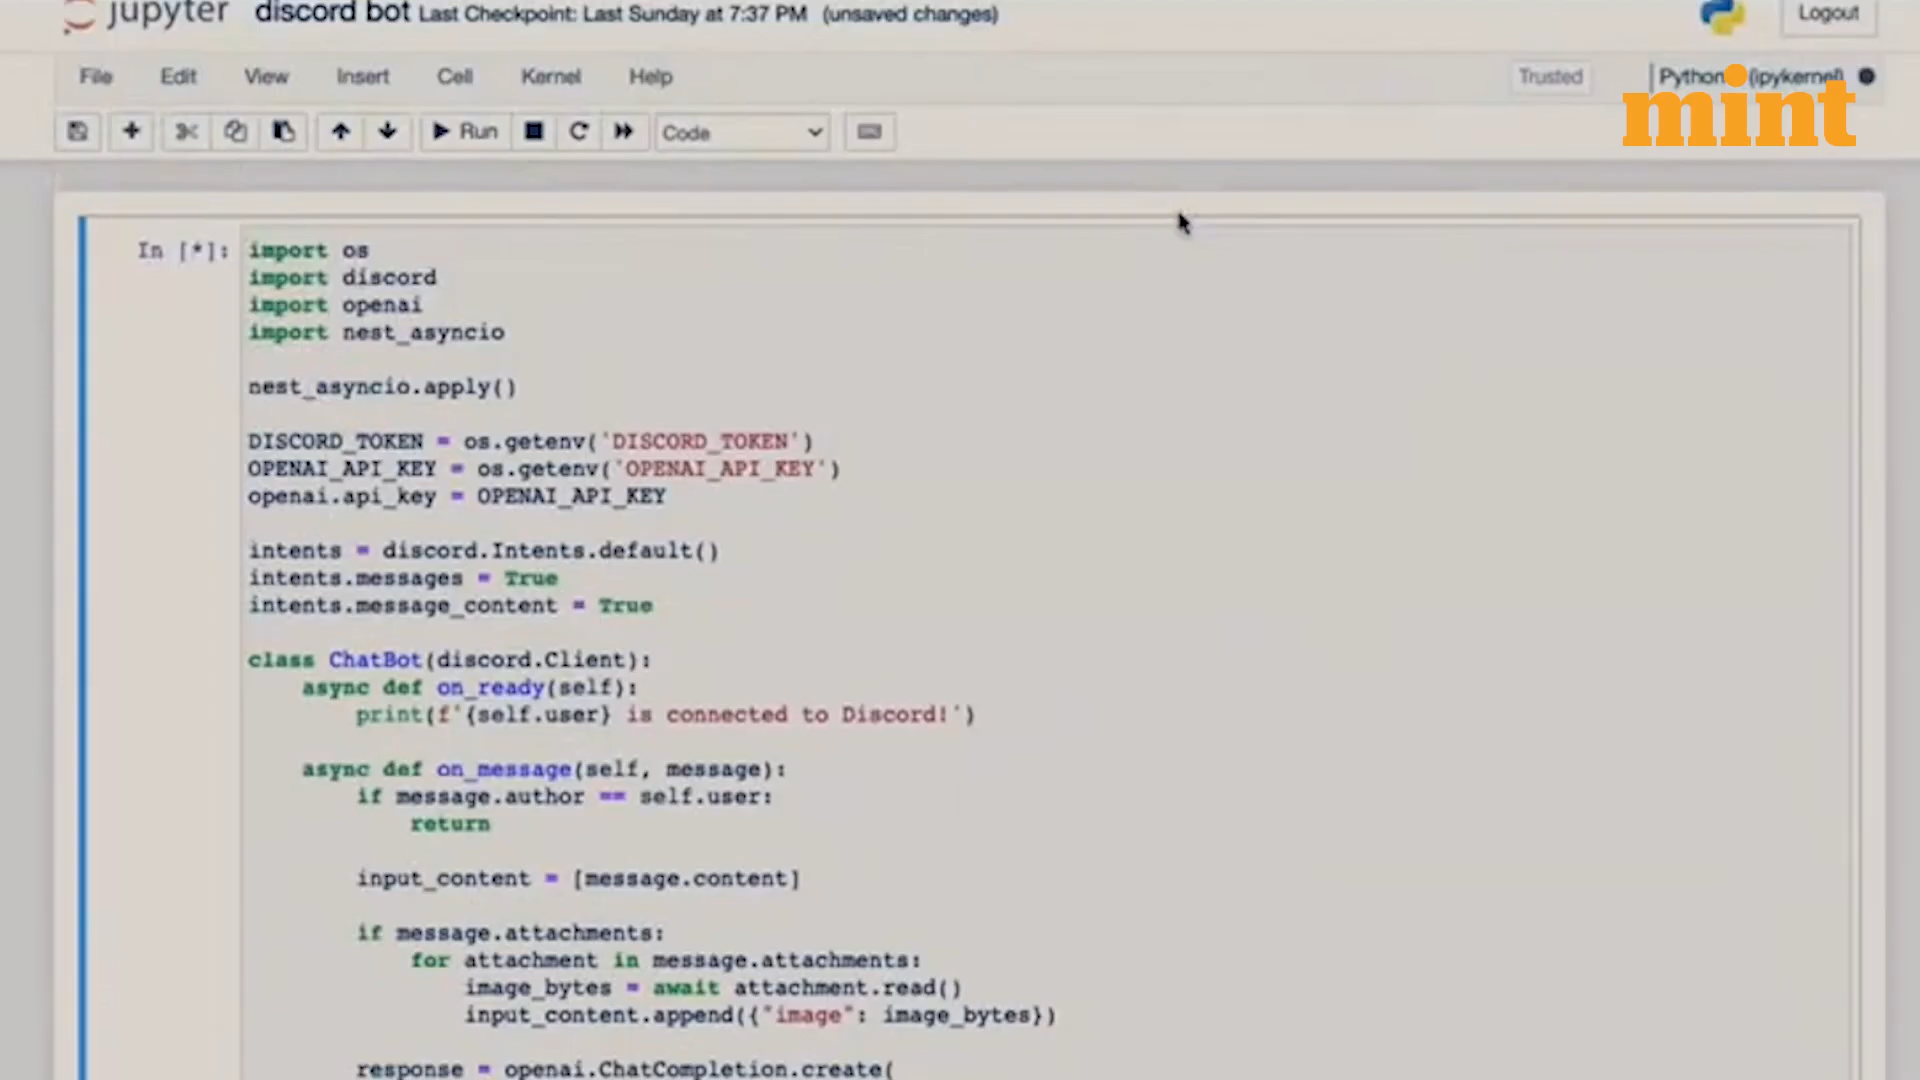 jupyter discord bot Last Checkpoint: Last Sunday at 7:37 PM (unsaved changes)
Logout
File Edit View Insert Cell Kernel Help
Trusted
Python (ipykernel)
mint
Run
Code
In [*]:
import os
import discord
import openai
import nest_asyncio
nest_asyncio.apply()
DISCORD_TOKEN = os.getenv('DISCORD_TOKEN')
OPENAI_API_KEY = os.getenv('OPENAI_API_KEY')
openai.api_key = OPENAI_API_KEY
intents = discord.Intents.default()
intents.messages = True
intents.message_content = True
class ChatBot(discord.Client):
async def on_ready(self):
print(f'{self.user} is connected to Discord!')
async def on_message(self, message):
if message.author == self.user:
return
input_content = [message.content]
if message.attachments:
for attachment in message.attachments:
image_bytes = await attachment.read()
input_content.append({"image": image_bytes})
response = openai.ChatCompletion.create(